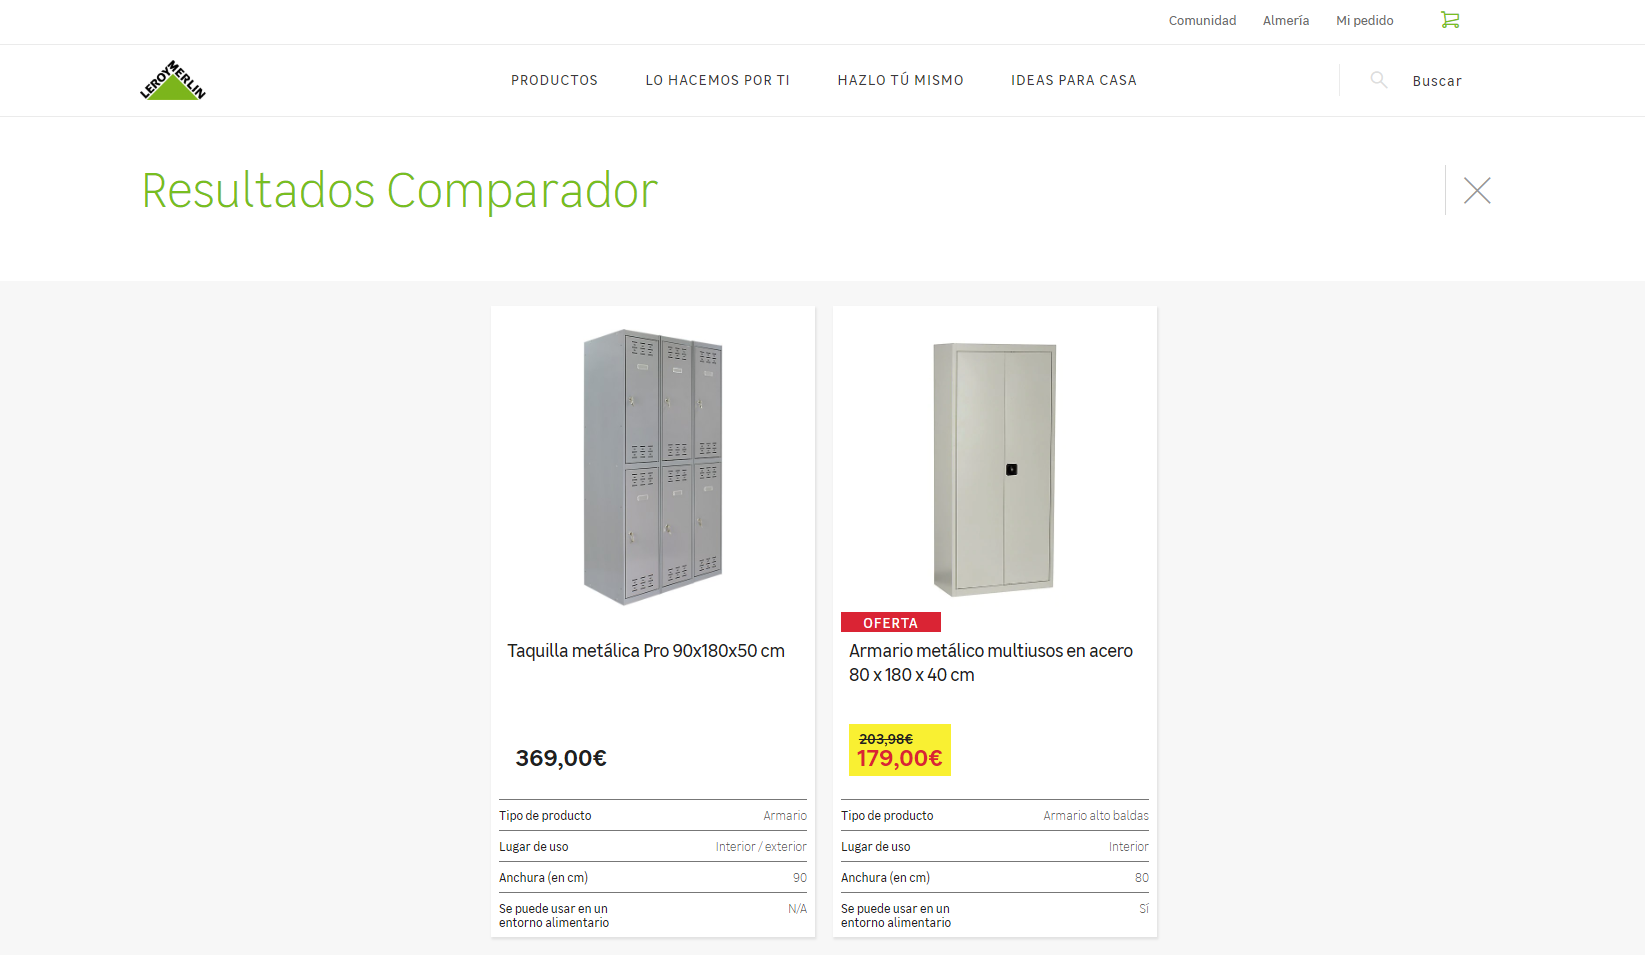 Comunidad Almería Mi pedido
LEROY MERLIN
PRODUCTOS LO HACEMOS POR TI HAZLO TÚ MISMO IDEAS PARA CASA Buscar
Resultados Comparador
Taquilla metálica Pro 90x180x50 cm
369,00€
Tipo de producto Armario
Lugar de uso Interior / exterior
Anchura (en cm) 90
Se puede usar en un N/A
entorno alimentario
OFERTA
Armario metálico multiusos en acero
80 x 180 x 40 cm
203,98€
179,00€
Tipo de producto Armario alto baldas
Lugar de uso Interior
Anchura (en cm) 80
Se puede usar en un Sí
entorno alimentario